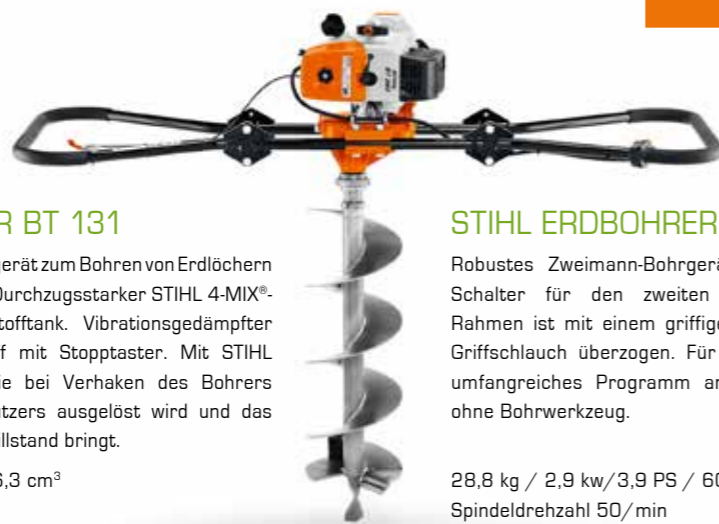 R BT 131
gerät zum Bohren von Erdlöchern
Durchzugsstarker STIHL 4-MIX®-
tofftank. Vibrationsgedämpfter
f mit Stopptaster. Mit STIHL
ie bei Verhaken des Bohrers
utzers ausgelöst wird und das
illstand bringt.
6,3 cm³
STIHL ERDBOHRER
Robustes Zweimann-Bohrgerä
Schalter für den zweiten
Rahmen ist mit einem griffige
Griffschlauch überzogen. Für
umfangreiches Programm an
ohne Bohrwerkzeug.
28,8 kg / 2,9 kw/3,9 PS / 60
Spindeldrehzahl 50/min